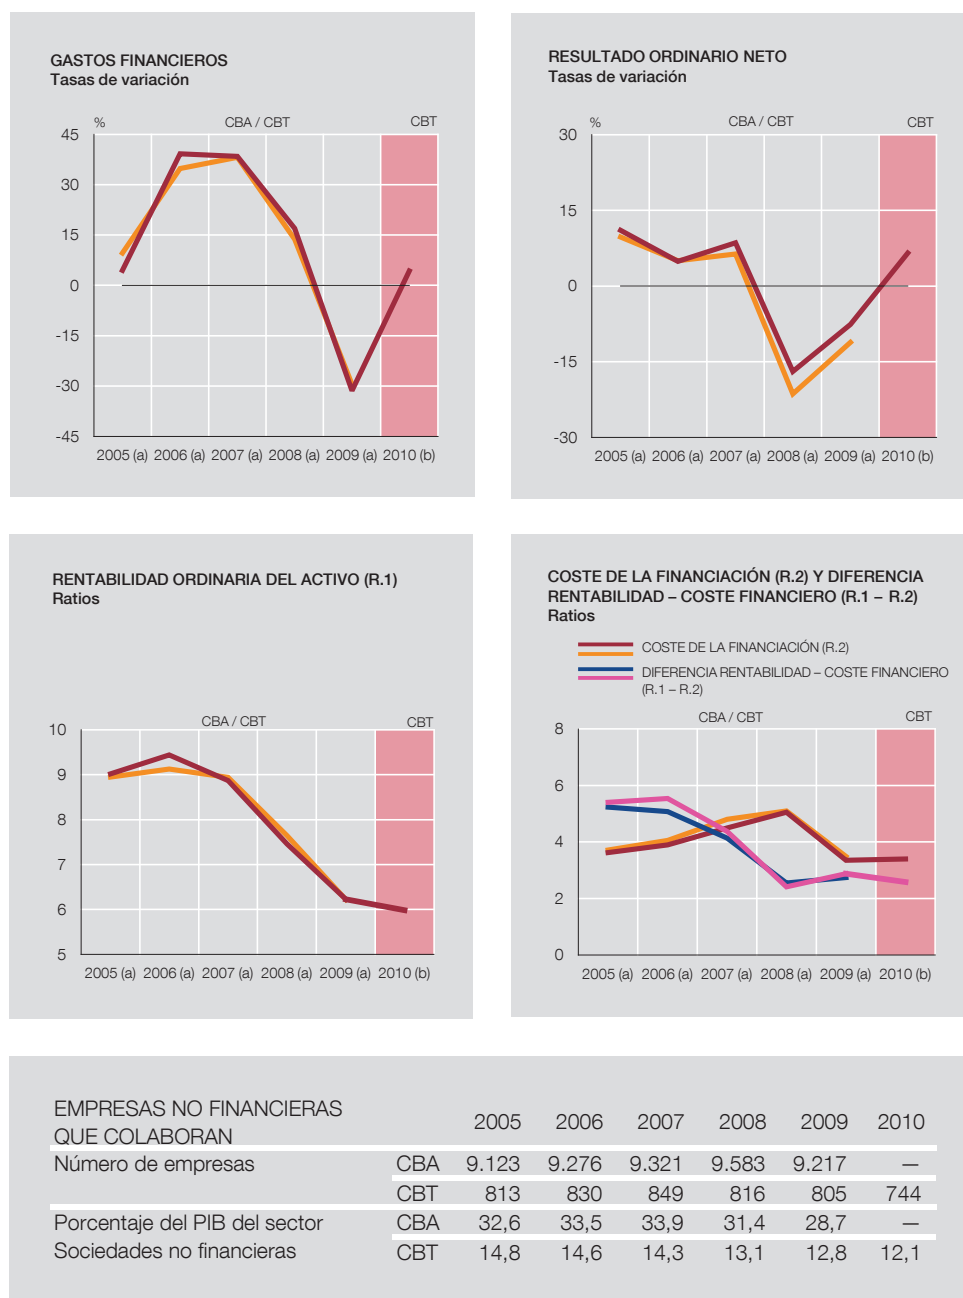 GASTOS FINANCIEROS
Tasas de variación
% CBA / CBT CBT
45
30
15
0
-15
-30
-45
2005 (a) 2006 (a) 2007 (a) 2008 (a) 2009 (a) 2010 (b)
RESULTADO ORDINARIO NETO
Tasas de variación
% CBA / CBT CBT
30
15
0
-15
-30
2005 (a) 2006 (a) 2007 (a) 2008 (a) 2009 (a) 2010 (b)
RENTABILIDAD ORDINARIA DEL ACTIVO (R.1)
Ratios
CBA / CBT CBT
10
9
8
7
6
5
2005 (a) 2006 (a) 2007 (a) 2008 (a) 2009 (a) 2010 (b)
COSTE DE LA FINANCIACIÓN (R.2) Y DIFERENCIA
RENTABILIDAD – COSTE FINANCIERO (R.1 – R.2)
Ratios
COSTE DE LA FINANCIACIÓN (R.2)
DIFERENCIA RENTABILIDAD – COSTE FINANCIERO
(R.1 – R.2)
CBA / CBT CBT
8
6
4
2
0
2005 (a) 2006 (a) 2007 (a) 2008 (a) 2009 (a) 2010 (b)
EMPRESAS NO FINANCIERAS
QUE COLABORAN 2005 2006 2007 2008 2009 2010
Número de empresas CBA 9.123 9.276 9.321 9.583 9.217 —
CBT 813 830 849 816 805 744
Porcentaje del PIB del sector CBA 32,6 33,5 33,9 31,4 28,7 —
Sociedades no financieras CBT 14,8 14,6 14,3 13,1 12,8 12,1